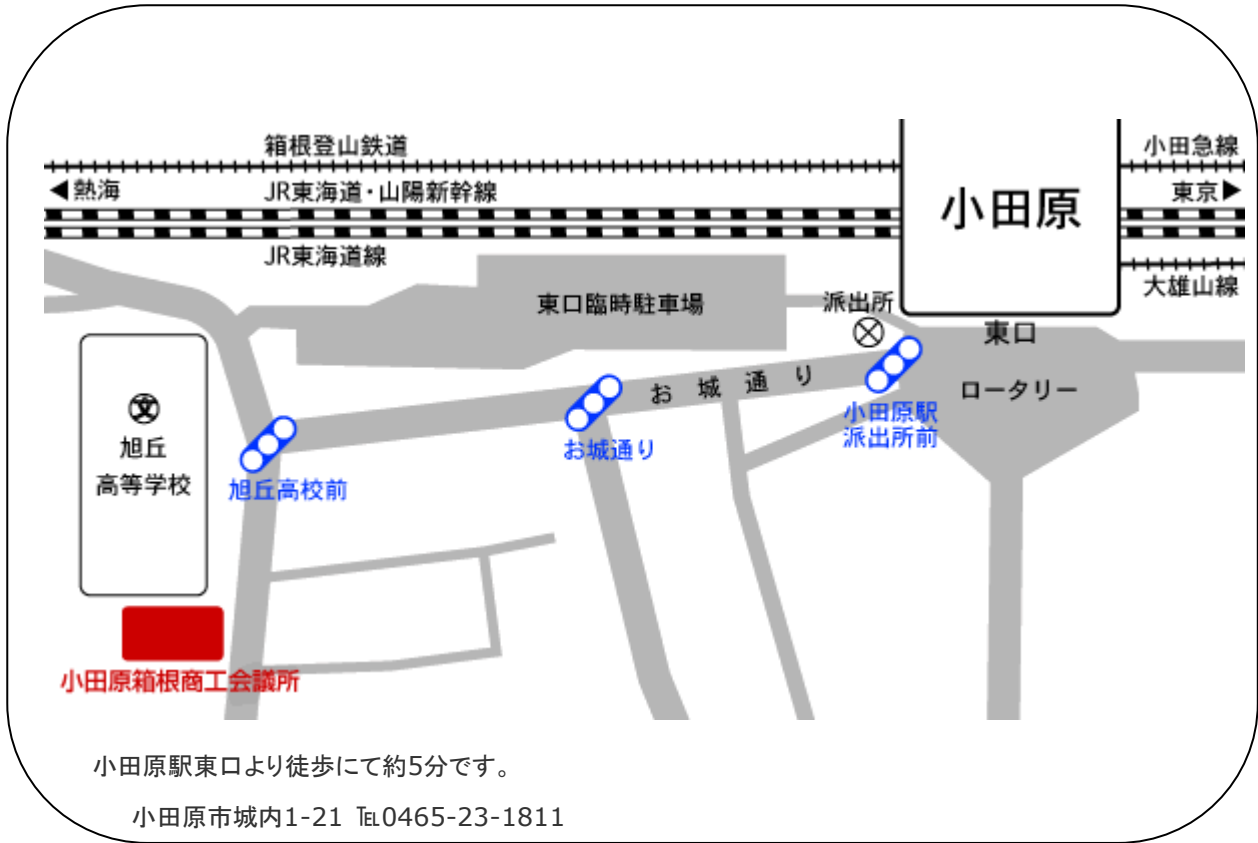 箱根登山鉄道
小田急線
◀熱海
JR東海道・山陽新幹線
東京▶
小田原
JR東海道線
大雄山線
東口臨時駐車場
派出所
東口
ロータリー
お城通り
小田原駅
派出所前
お城通り
旭丘高校前
文
旭丘
高等学校
小田原箱根商工会議所
小田原駅東口より徒歩にて約5分です。
小田原市城内1-21 ℡0465-23-1811